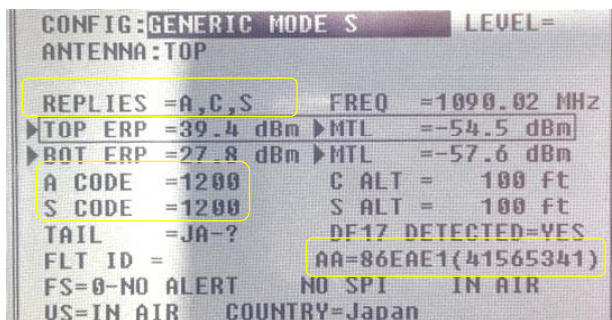 CONFIG:GENERIC MODE S LEVEL=
ANTENNA:TOP
REPLIES =A,C,S FREQ =1090.02 MHz
▶TOP ERP =39.4 dBm ▶MTL =-54.5 dBm
▶BOT ERP =27.8 dBm ▶MTL =-57.6 dBm
A CODE =1200 C ALT = 100 ft
S CODE =1200 S ALT = 100 ft
TAIL =JA-? DF17 DETECTED=YES
FLT ID = AA=86EAE1(41565341)
FS=0-NO ALERT NO SPI IN AIR
VS=IN AIR COUNTRY=Japan